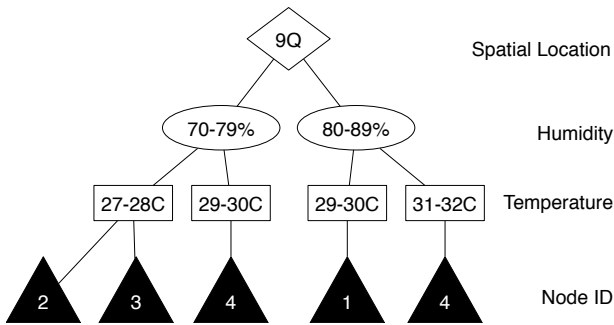 9Q
Spatial Location
70-79% 80-89% Humidity
27-28C 29-30C 29-30C 31-32C Temperature
2 3 4 1 4 Node ID